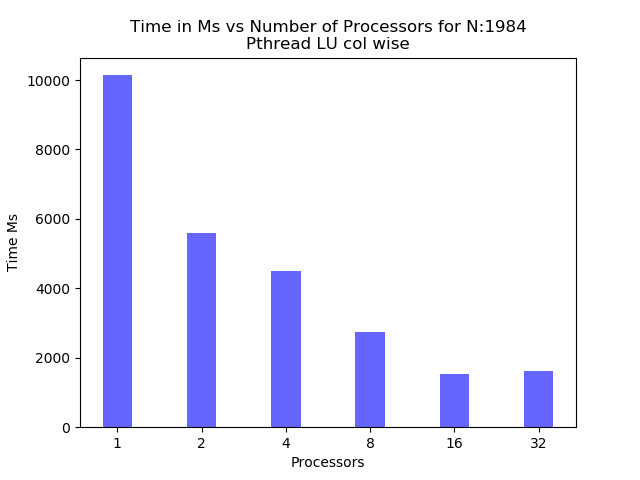 Time in Ms vs Number of Processors for N:1984
Pthread LU col wise
10000
8000
6000
4000
2000
0
Time Ms
1 2 4 8 16 32
Processors